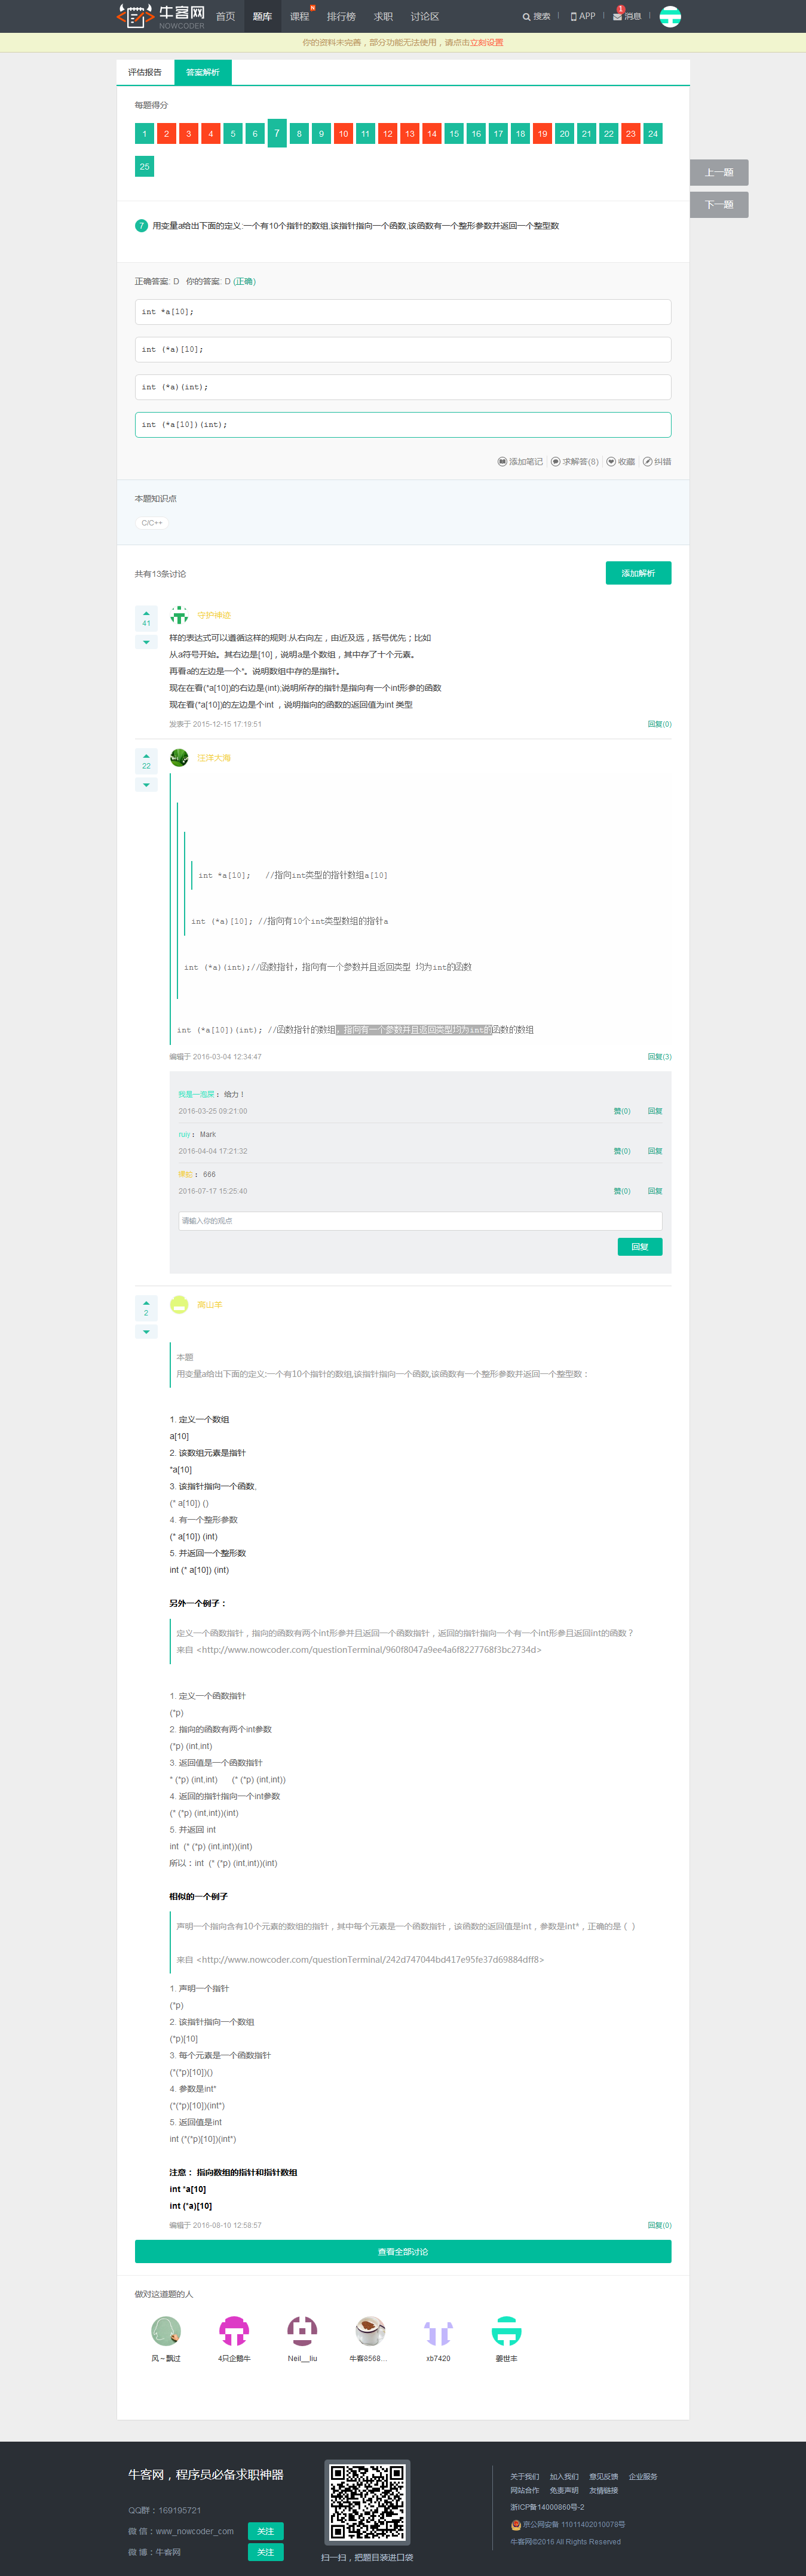 牛客网
NOWCODER
首页 题库 课程 N 排行榜 求职 讨论区 搜索 APP 1 消息
你的资料未完善，部分功能无法使用，请点击立刻设置
评估报告 答案解析
每题得分
1 2 3 4 5 6 7 8 9 10 11 12 13 14 15 16 17 18 19 20 21 22 23 24
25
上一题
下一题
7 用变量a给出下面的定义:一个有10个指针的数组,该指针指向一个函数,该函数有一个整形参数并返回一个整型数
正确答案: D 你的答案: D (正确)
int *a[10];
int (*a)[10];
int (*a)(int);
int (*a[10])(int);
添加笔记 求解答(8) 收藏 纠错
本题知识点
C/C++
共有13条讨论 添加解析
41
守护神迹
样的表达式可以遵循这样的规则:从右向左，由近及远，括号优先；比如
从a符号开始。其右边是[10]，说明a是个数组，其中存了十个元素。
再看a的左边是一个*。说明数组中存的是指针。
现在在看(*a[10])的右边是(int);说明所存的指针是指向有一个int形参的函数
现在看(*a[10])的左边是个int ，说明指向的函数的返回值为int 类型
发表于 2015-12-15 17:19:51 回复(0)
22
汪洋大海
int *a[10]; //指向int类型的指针数组a[10]
int (*a)[10]; //指向有10个int类型数组的指针a
int (*a)(int);//函数指针，指向有一个参数并且返回类型 均为int的函数
int (*a[10])(int); //函数指针的数组，指向有一个参数并且返回类型均为int的函数的数组
编辑于 2016-03-04 12:34:47 回复(3)
我是一泡屎： 给力！
2016-03-25 09:21:00 赞(0) 回复
ruiy： Mark
2016-04-04 17:21:32 赞(0) 回复
： 666
2016-07-17 15:25:40 赞(0) 回复
请输入你的观点
回复
2
高山羊
本题
用变量a给出下面的定义:一个有10个指针的数组,该指针指向一个函数,该函数有一个整形参数并返回一个整型数：
1. 定义一个数组
a[10]
2. 该数组元素是指针
*a[10]
3. 该指针指向一个函数,
(* a[10]) ()
4. 有一个整形参数
(* a[10]) (int)
5. 并返回一个整形数
int (* a[10]) (int)
另外一个例子：
定义一个函数指针，指向的函数有两个int形参并且返回一个函数指针，返回的指针指向一个有一个int形参且返回int的函数？
来自 <http://www.nowcoder.com/questionTerminal/960f8047a9ee4a6f8227768f3bc2734d>
1. 定义一个函数指针
(*p)
2. 指向的函数有两个int参数
(*p) (int,int)
3. 返回值是一个函数指针
* (*p) (int,int) (* (*p) (int,int))
4. 返回的指针指向一个int参数
(* (*p) (int,int))(int)
5. 并返回 int
int (* (*p) (int,int))(int)
所以：int (* (*p) (int,int))(int)
相似的一个例子
声明一个指向含有10个元素的数组的指针，其中每个元素是一个函数指针，该函数的返回值是int，参数是int*，正确的是（ ）
来自 <http://www.nowcoder.com/questionTerminal/242d747044bd417e95fe37d69884dff8>
1. 声明一个指针
(*p)
2. 该指针指向一个数组
(*p)[10]
3. 每个元素是一个函数指针
(*(*p)[10])()
4. 参数是int*
(*(*p)[10])(int*)
5. 返回值是int
int (*(*p)[10])(int*)
注意： 指向数组的指针和指针数组
int *a[10]
int (*a)[10]
编辑于 2016-08-10 12:58:57 回复(0)
查看全部讨论
做对这道题的人
风～飘过 4只企鹅牛 Neil__liu 牛客8568... xb7420 姜世丰
牛客网，程序员必备求职神器
QQ群：169195721
微 信：www_nowcoder_com 关注
微 博：牛客网 关注
扫一扫，把题目装进口袋
关于我们 加入我们 意见反馈 企业服务
网站合作 免责声明 友情链接
浙ICP备14000860号-2
京公网安备 11011402010078号
牛客网©2016 All Rights Reserved